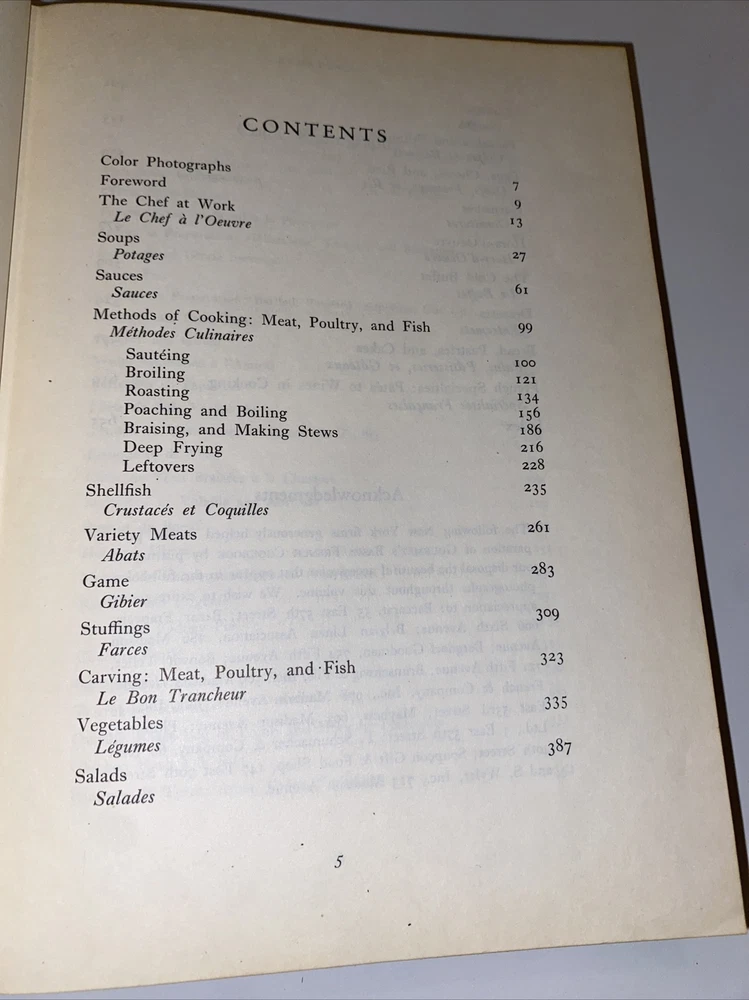 CONTENTS
Color Photographs 7
Foreword 9
The Chef at Work 13
Le Chef à l'Oeuvre
Soups 27
Potages
Sauces 61
Sauces
Methods of Cooking: Meat, Poultry, and Fish 99
Méthodes Culinaires
Sautéing 100
Broiling 121
Roasting 134
Poaching and Boiling 156
Braising, and Making Stews 186
Deep Frying 216
Leftovers 228
Shellfish 235
Crustacés et Coquilles
Variety Meats 261
Abats
Game 283
Gibier
Stuffings 309
Farces
Carving: Meat, Poultry, and Fish 323
Le Bon Trancheur
Vegetables 335
Légumes
Salads 387
Salades
5